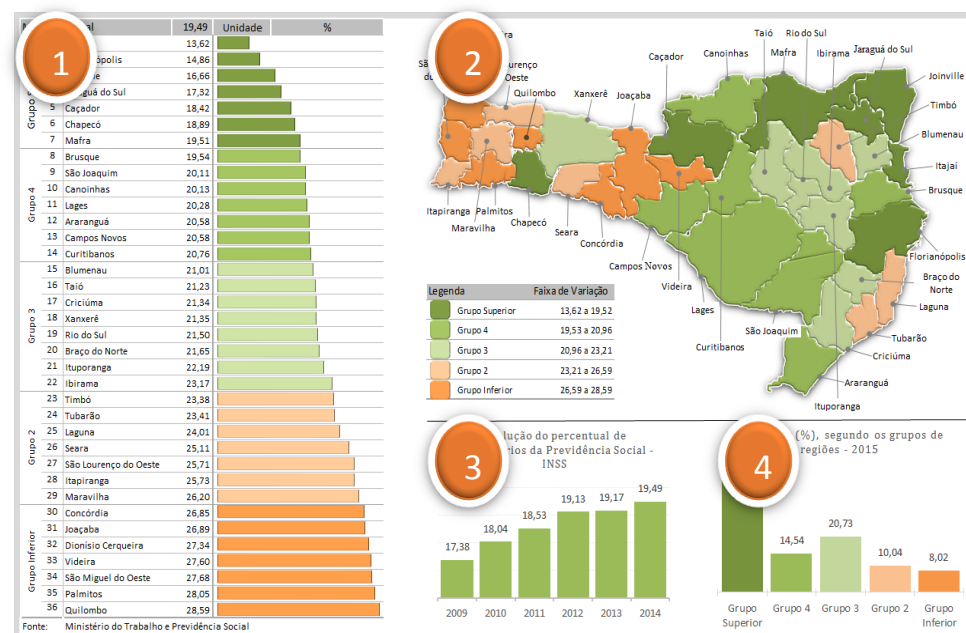 19,49 Unidade %
1
13,62
14,86
16,66
17,32
5 Caçador 18,42
6 Chapecó 18,89
7 Mafra 19,51
Grupo 4
8 Brusque 19,54
9 São Joaquim 20,11
10 Canoinhas 20,13
11 Lages 20,28
12 Araranguá 20,58
13 Campos Novos 20,58
14 Curitibanos 20,76
Grupo 3
15 Blumenau 21,01
16 Taió 21,23
17 Criciúma 21,34
18 Xanxerê 21,35
19 Rio do Sul 21,50
20 Braço do Norte 21,65
21 Ituporanga 22,19
22 Ibirama 23,17
Grupo 2
23 Timbó 23,38
24 Tubarão 23,41
25 Laguna 24,01
26 Seara 25,11
27 São Lourenço do Oeste 25,71
28 Itapiranga 25,73
29 Maravilha 26,20
Grupo Inferior
30 Concórdia 26,85
31 Joaçaba 26,89
32 Dionísio Cerqueira 27,34
33 Videira 27,60
34 São Miguel do Oeste 27,68
35 Palmitos 28,05
36 Quilombo 28,59
Fonte: Ministério do Trabalho e Previdência Social
2
Taió
Rio do Sul
Caçador
Canoinhas
Mafra
Ibirama
Jaraguá do Sul
Oeste
Quilombo
Xanxerê
Joaçaba
Joinville
Timbó
Blumenau
Itajaí
Brusque
Florianópolis
Itapiranga
Palmitos
Maravilha
Chapecó
Seara
Concórdia
Campos Novos
Videira
Lages
Curitibanos
São Joaquim
Braço do
Norte
Laguna
Tubarão
Criciúma
Araranguá
Ituporanga
Legenda Faixa de Variação
Grupo Superior 13,62 a 19,52
Grupo 4 19,53 a 20,96
Grupo 3 20,96 a 23,21
Grupo 2 23,21 a 26,59
Grupo Inferior 26,59 a 28,59
3
do percentual de
da Previdência Social -
INSS
17,38
18,04
18,53
19,13
19,17
19,49
2009 2010 2011 2012 2013 2014
4
(%), segundo os grupos de
regiões - 2015
14,54
20,73
10,04
8,02
Grupo
Superior
Grupo 4
Grupo 3
Grupo 2
Grupo
Inferior